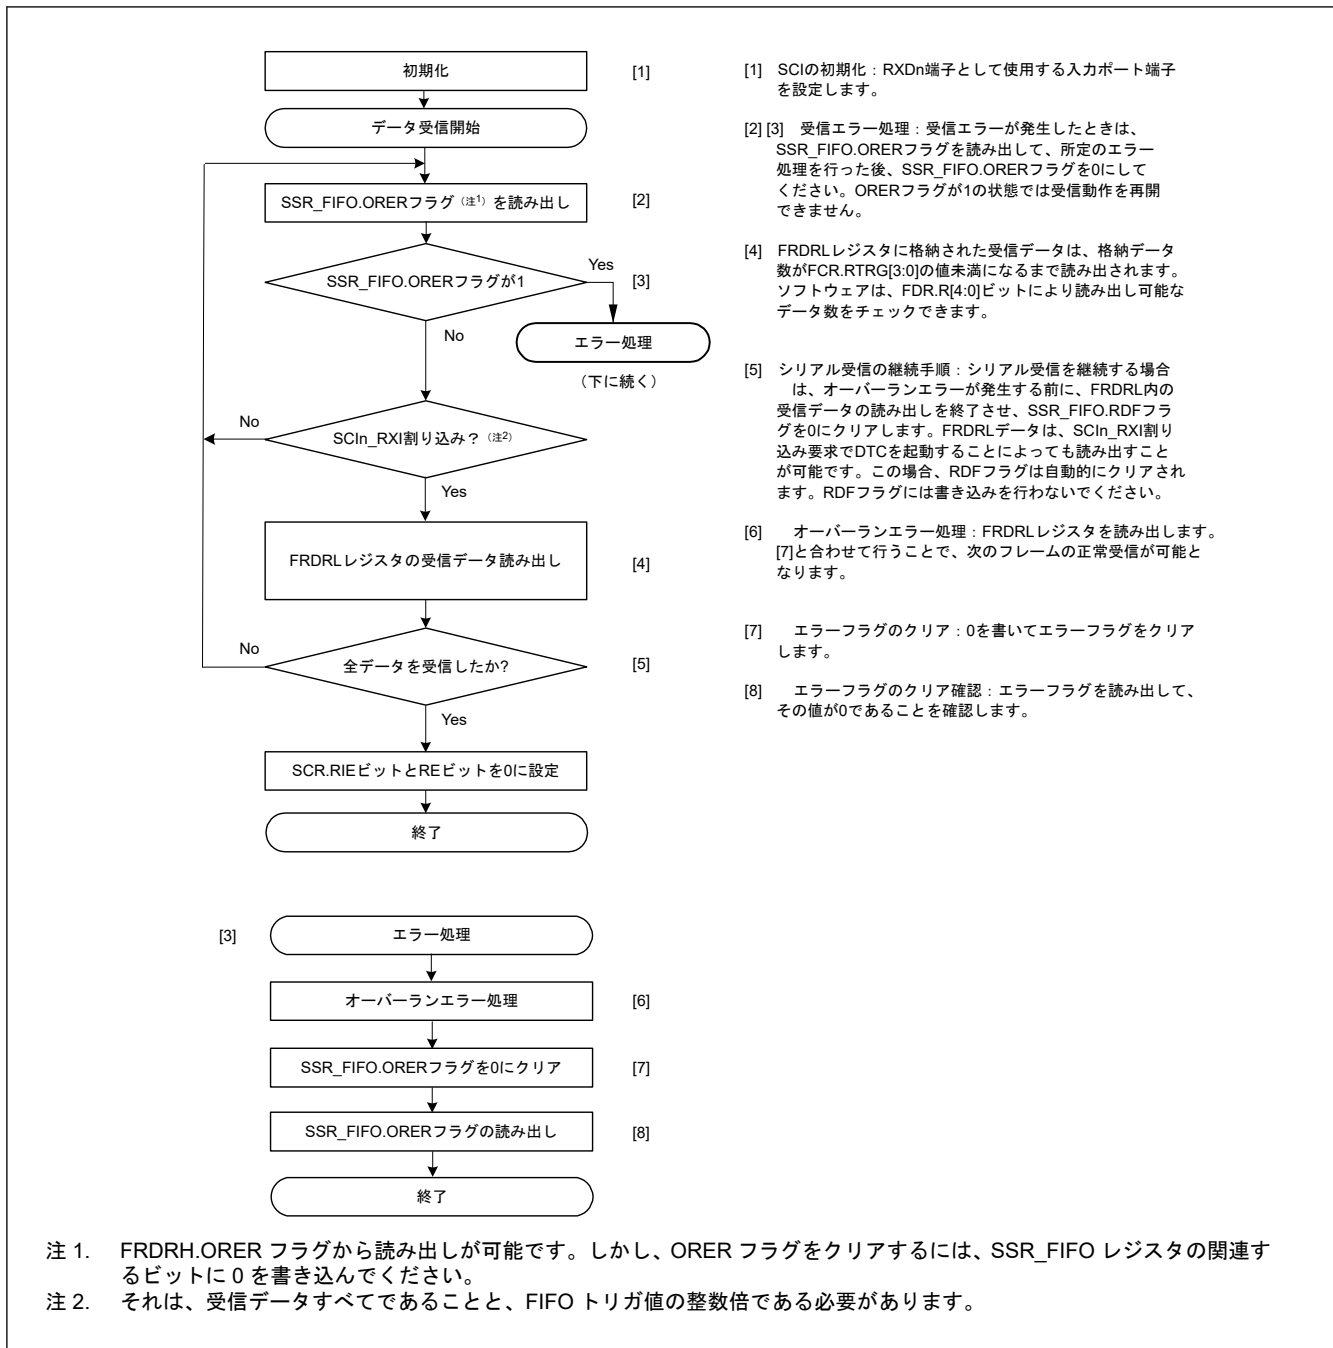 初期化
[1]
データ受信開始
SSR_FIFO.ORERフラグ（注1）を読み出し
[2]
SSR_FIFO.ORERフラグが1
Yes
[3]
No
エラー処理
（下に続く）
SCIn_RXI割り込み？（注2）
No
Yes
FRDRLレジスタの受信データ読み出し
[4]
全データを受信したか?
No
[5]
Yes
SCR.RIEビットとREビットを0に設定
終了
[1] SCIの初期化：RXDn端子として使用する入力ポート端子
を設定します。
[2] [3] 受信エラー処理：受信エラーが発生したときは、
SSR_FIFO.ORERフラグを読み出して、所定のエラー
処理を行った後、SSR_FIFO.ORERフラグを0にして
ください。ORERフラグが1の状態では受信動作を再開
できません。
[4] FRDRLレジスタに格納された受信データは、格納データ
数がFCR.RTRG[3:0]の値未満になるまで読み出されます。
ソフトウェアは、FDR.R[4:0]ビットにより読み出し可能な
データ数をチェックできます。
[5] シリアル受信の継続手順：シリアル受信を継続する場合
は、オーバーランエラーが発生する前に、FRDRL内の
受信データの読み出しを終了させ、SSR_FIFO.RDFフラ
グを0にクリアします。FRDRLデータは、SCIn_RXI割り
込み要求でDTCを起動することによっても読み出すこと
が可能です。この場合、RDFフラグは自動的にクリアされ
ます。RDFフラグには書き込みを行わないでください。
[6] オーバーランエラー処理：FRDRLレジスタを読み出します。
[7]と合わせて行うことで、次のフレームの正常受信が可能と
なります。
[7] エラーフラグのクリア：0を書いてエラーフラグをクリア
します。
[8] エラーフラグのクリア確認：エラーフラグを読み出して、
その値が0であることを確認します。
[3]
エラー処理
オーバーランエラー処理
[6]
SSR_FIFO.ORERフラグを0にクリア
[7]
SSR_FIFO.ORERフラグの読み出し
[8]
終了
注 1. FRDRH.ORER フラグから読み出しが可能です。しかし、ORER フラグをクリアするには、SSR_FIFO レジスタの関連す
るビットに 0 を書き込んでください。
注 2. それは、受信データすべてであることと、FIFO トリガ値の整数倍である必要があります。